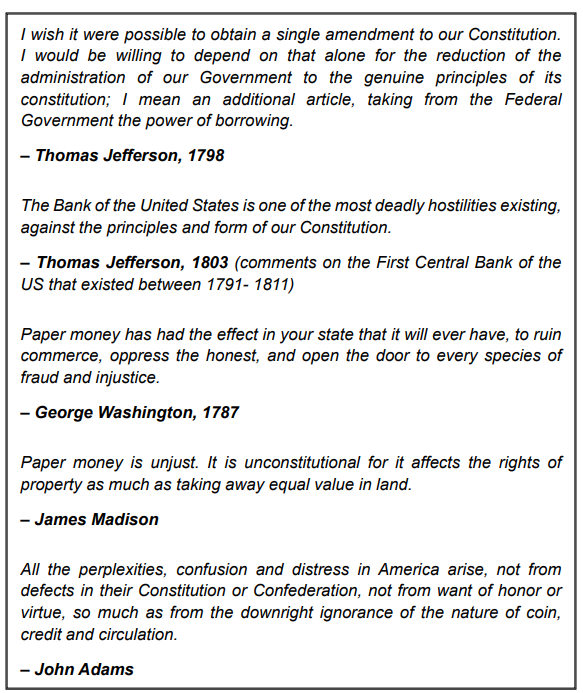 I wish it were possible to obtain a single amendment to our Constitution.
I would be willing to depend on that alone for the reduction of the
administration of our Government to the genuine principles of its
constitution; I mean an additional article, taking from the Federal
Government the power of borrowing.
– Thomas Jefferson, 1798
The Bank of the United States is one of the most deadly hostilities existing,
against the principles and form of our Constitution.
– Thomas Jefferson, 1803 (comments on the First Central Bank of the
US that existed between 1791- 1811)
Paper money has had the effect in your state that it will ever have, to ruin
commerce, oppress the honest, and open the door to every species of
fraud and injustice.
– George Washington, 1787
Paper money is unjust. It is unconstitutional for it affects the rights of
property as much as taking away equal value in land.
– James Madison
All the perplexities, confusion and distress in America arise, not from
defects in their Constitution or Confederation, not from want of honor or
virtue, so much as from the downright ignorance of the nature of coin,
credit and circulation.
– John Adams